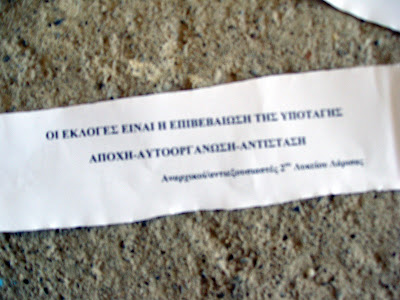 ΟΙ ΕΚΛΟΓΕΣ ΕΙΝΑΙ Η ΕΠΙΒΕΒΑΙΩΣΗ ΤΗΣ ΥΠΟΤΑΓΗΣ
ΑΠΟΧΗ-ΑΥΤΟΟΡΓΑΝΩΣΗ-ΑΝΤΙΣΤΑΣΗ
Αναρχικοί/αντιεξουσιαστές 2ου Λυκείου Λάρισας